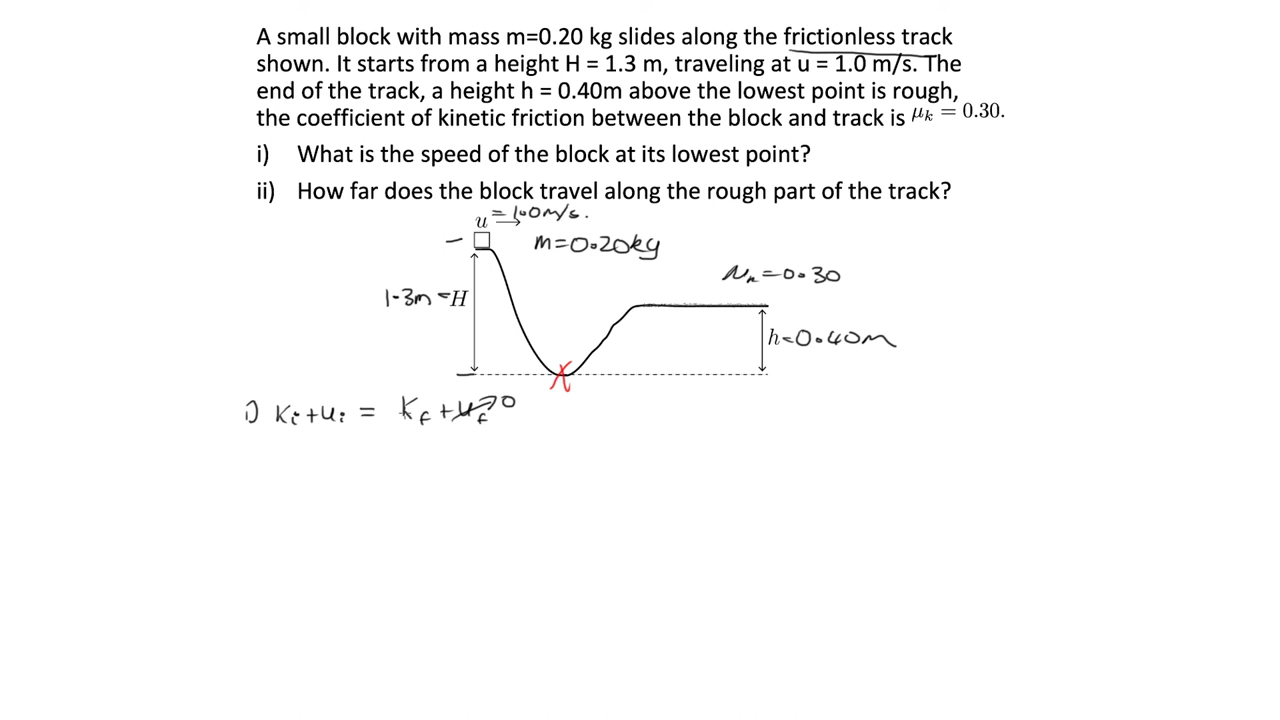 A small block with mass m=0.20 kg slides along the frictionless track
shown. It starts from a height H = 1.3 m, traveling at u = 1.0 m/s. The
end of the track, a height h = 0.40m above the lowest point is rough,
the coefficient of kinetic friction between the block and track is μk = 0.30.
i) What is the speed of the block at its lowest point?
ii) How far does the block travel along the rough part of the track?
u = 1.0m/s.
m=0.20kg
μk=0.30
1.3m =H
h=0.40m
i) Ki+Ui = Kf+Uf 0